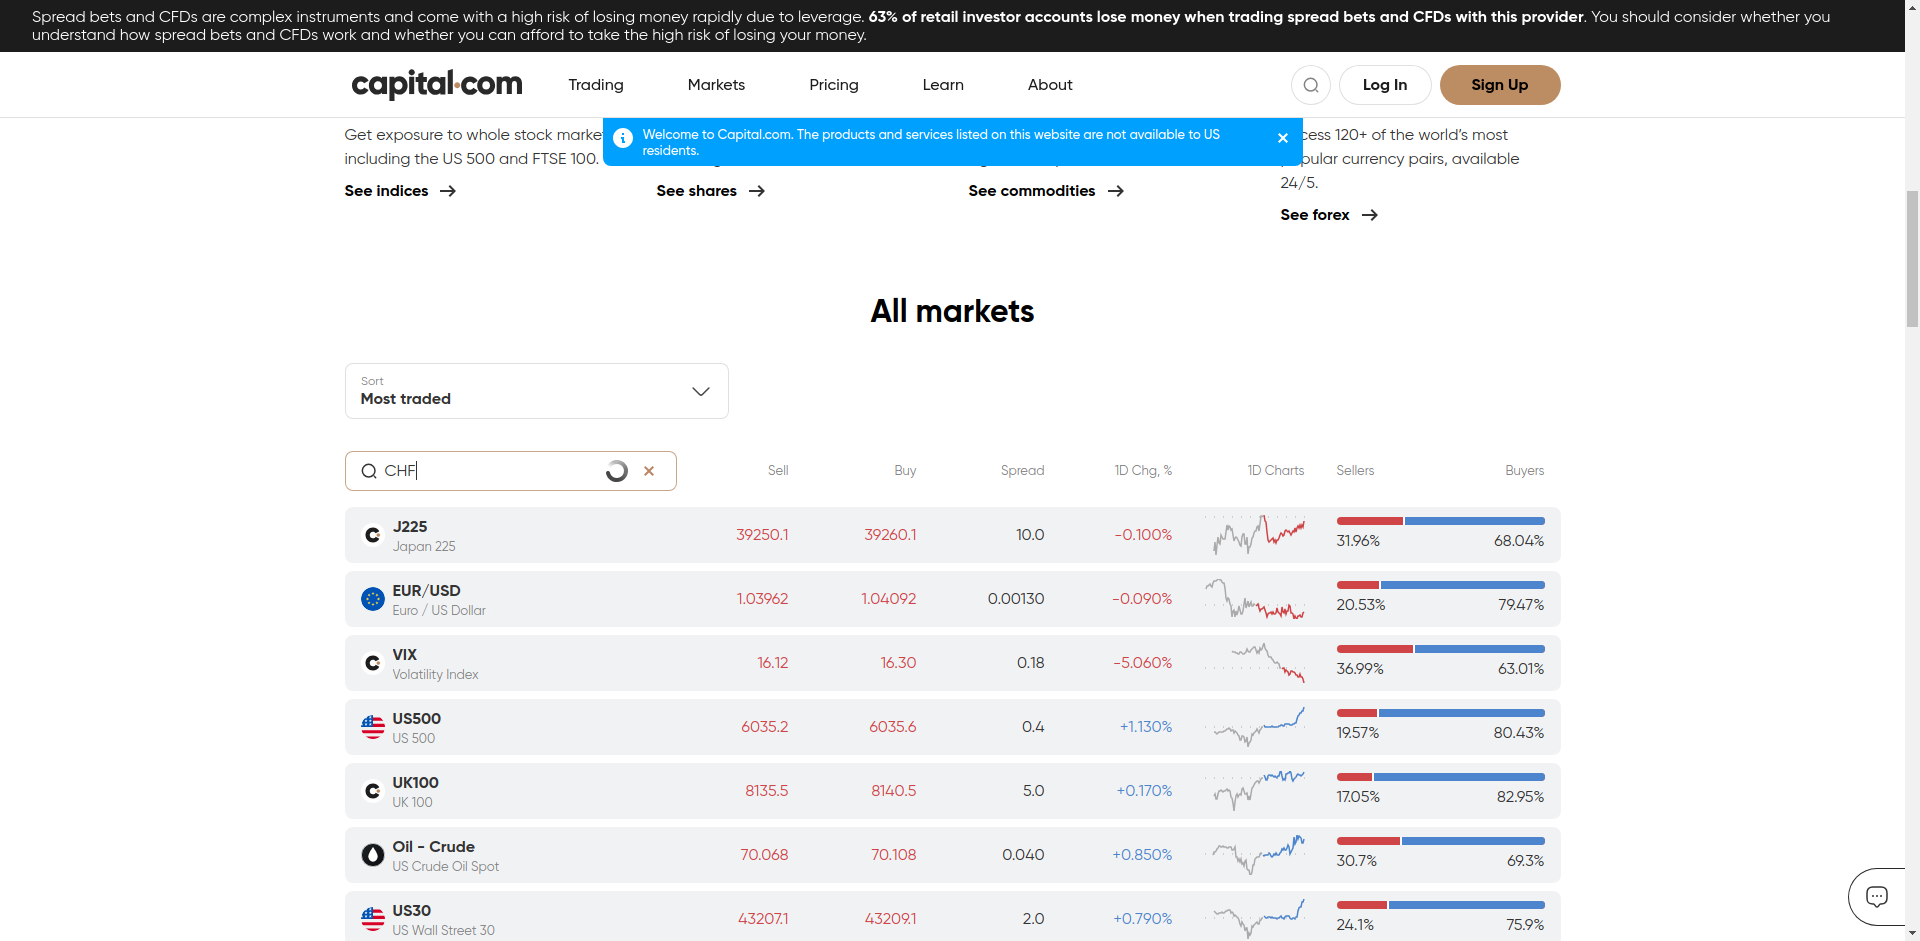 Spread bets and CFDs are complex instruments and come with a high risk of losing money rapidly due to leverage. 63% of retail investor accounts lose money when trading spread bets and CFDs with this provider. You should consider whether you
understand how spread bets and CFDs work and whether you can afford to take the high risk of losing your money.
capital.com Trading Markets Pricing Learn About Log In Sign Up
Welcome to Capital.com. The products and services listed on this website are not available to US
residents.
Get exposure to whole stock market
including the US 500 and FTSE 100.
See indices
See shares
See commodities
cess 120+ of the world's most
pular currency pairs, available
24/5.
See forex
All markets
Sort
Most traded
CHF Sell Buy Spread 1D Chg, % 1D Charts Sellers Buyers
J225 39250.1 39260.1 10.0 -0.100% 31.96% 68.04%
Japan 225
EUR/USD 1.03962 1.04092 0.00130 -0.090% 20.53% 79.47%
Euro / US Dollar
VIX 16.12 16.30 0.18 -5.060% 36.99% 63.01%
Volatility Index
US500 6035.2 6035.6 0.4 +1.130% 19.57% 80.43%
US 500
UK100 8135.5 8140.5 5.0 +0.170% 17.05% 82.95%
UK 100
Oil - Crude 70.068 70.108 0.040 +0.850% 30.7% 69.3%
US Crude Oil Spot
US30 43207.1 43209.1 2.0 +0.790% 24.1% 75.9%
US Wall Street 30